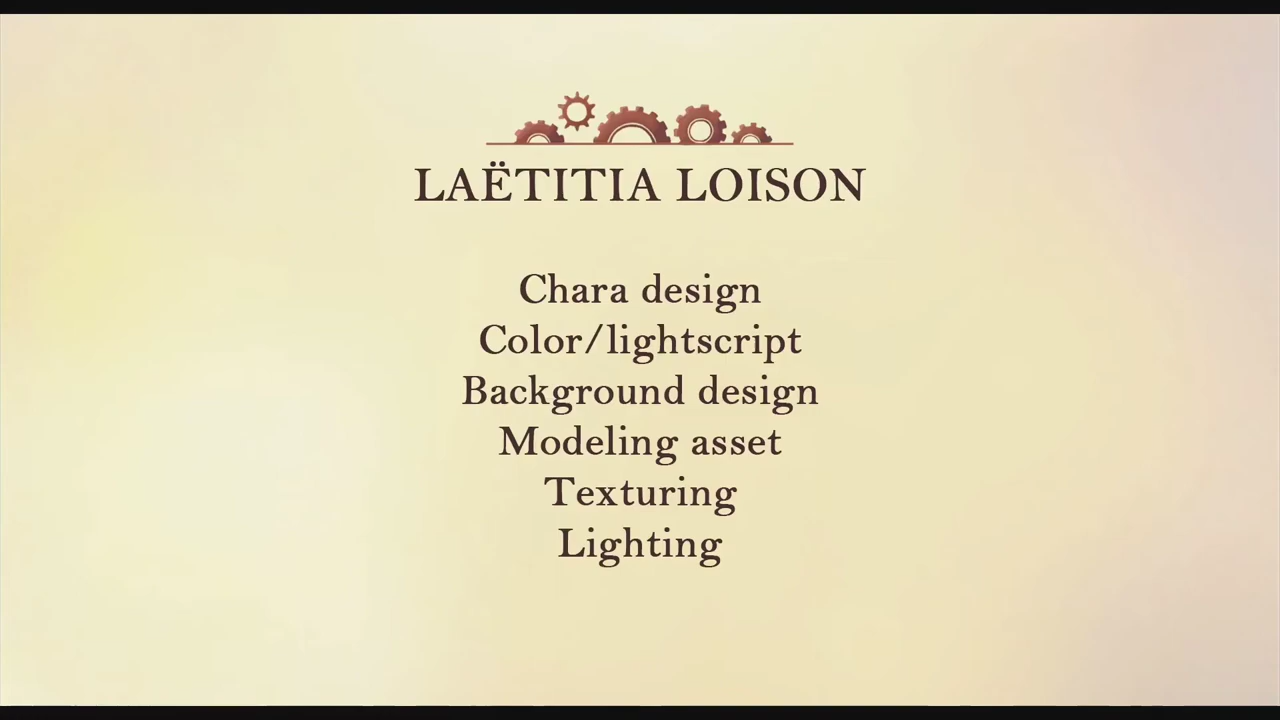 LAËTITIA LOISON
Chara design
Color/lightscript
Background design
Modeling asset
Texturing
Lighting